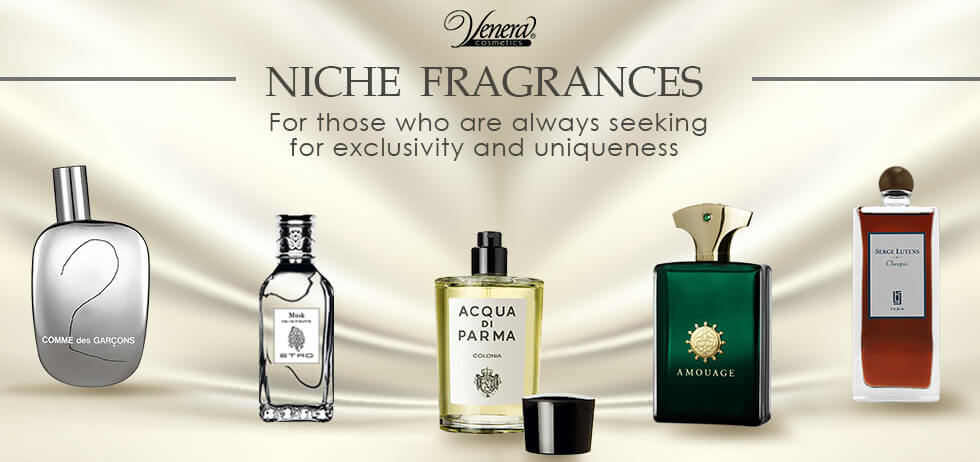 Venera®
cosmetics
NICHE FRAGRANCES
For those who are always seeking
for exclusivity and uniqueness
2
COMME des GARÇONS
Musk
ETRO
ACQUA
DI
PARMA
COLONIA
AMOUAGE
SERGE LUTENS
Chergui
PARIS